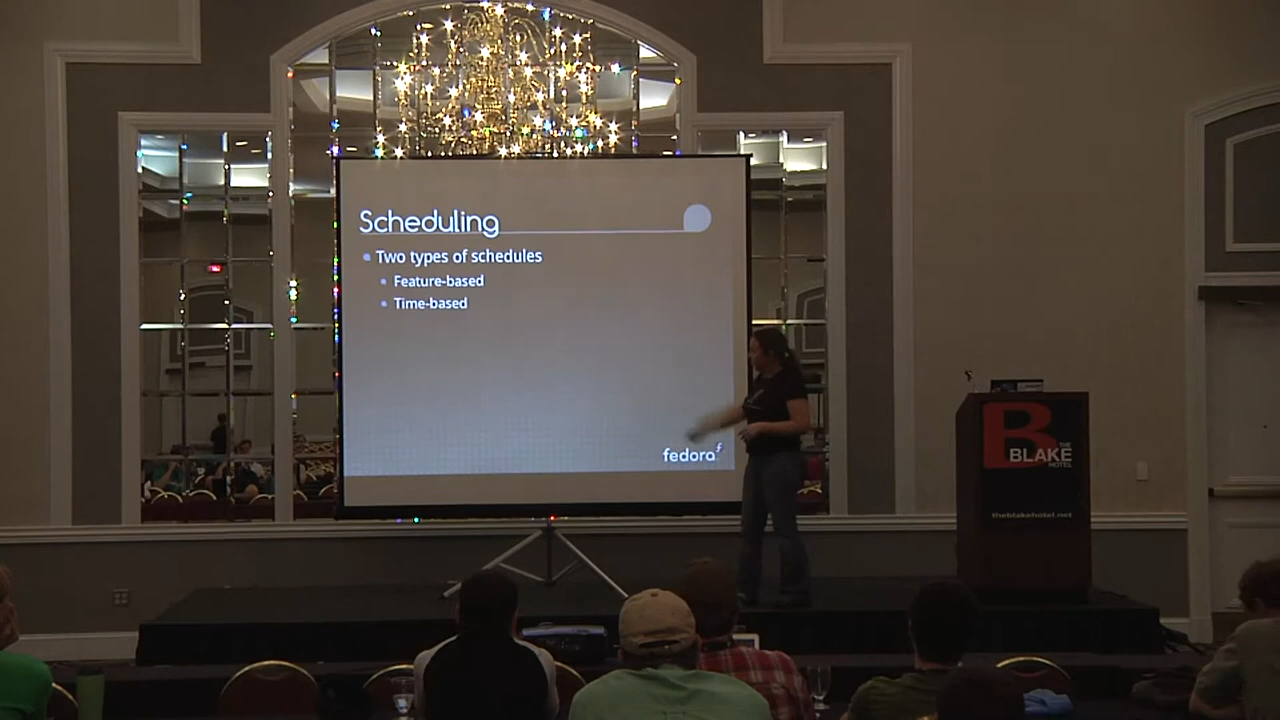 Scheduling
Two types of schedules
Feature-based
Time-based
fedora
B
THE
BLAKE
HOTEL
theblakehotel.net